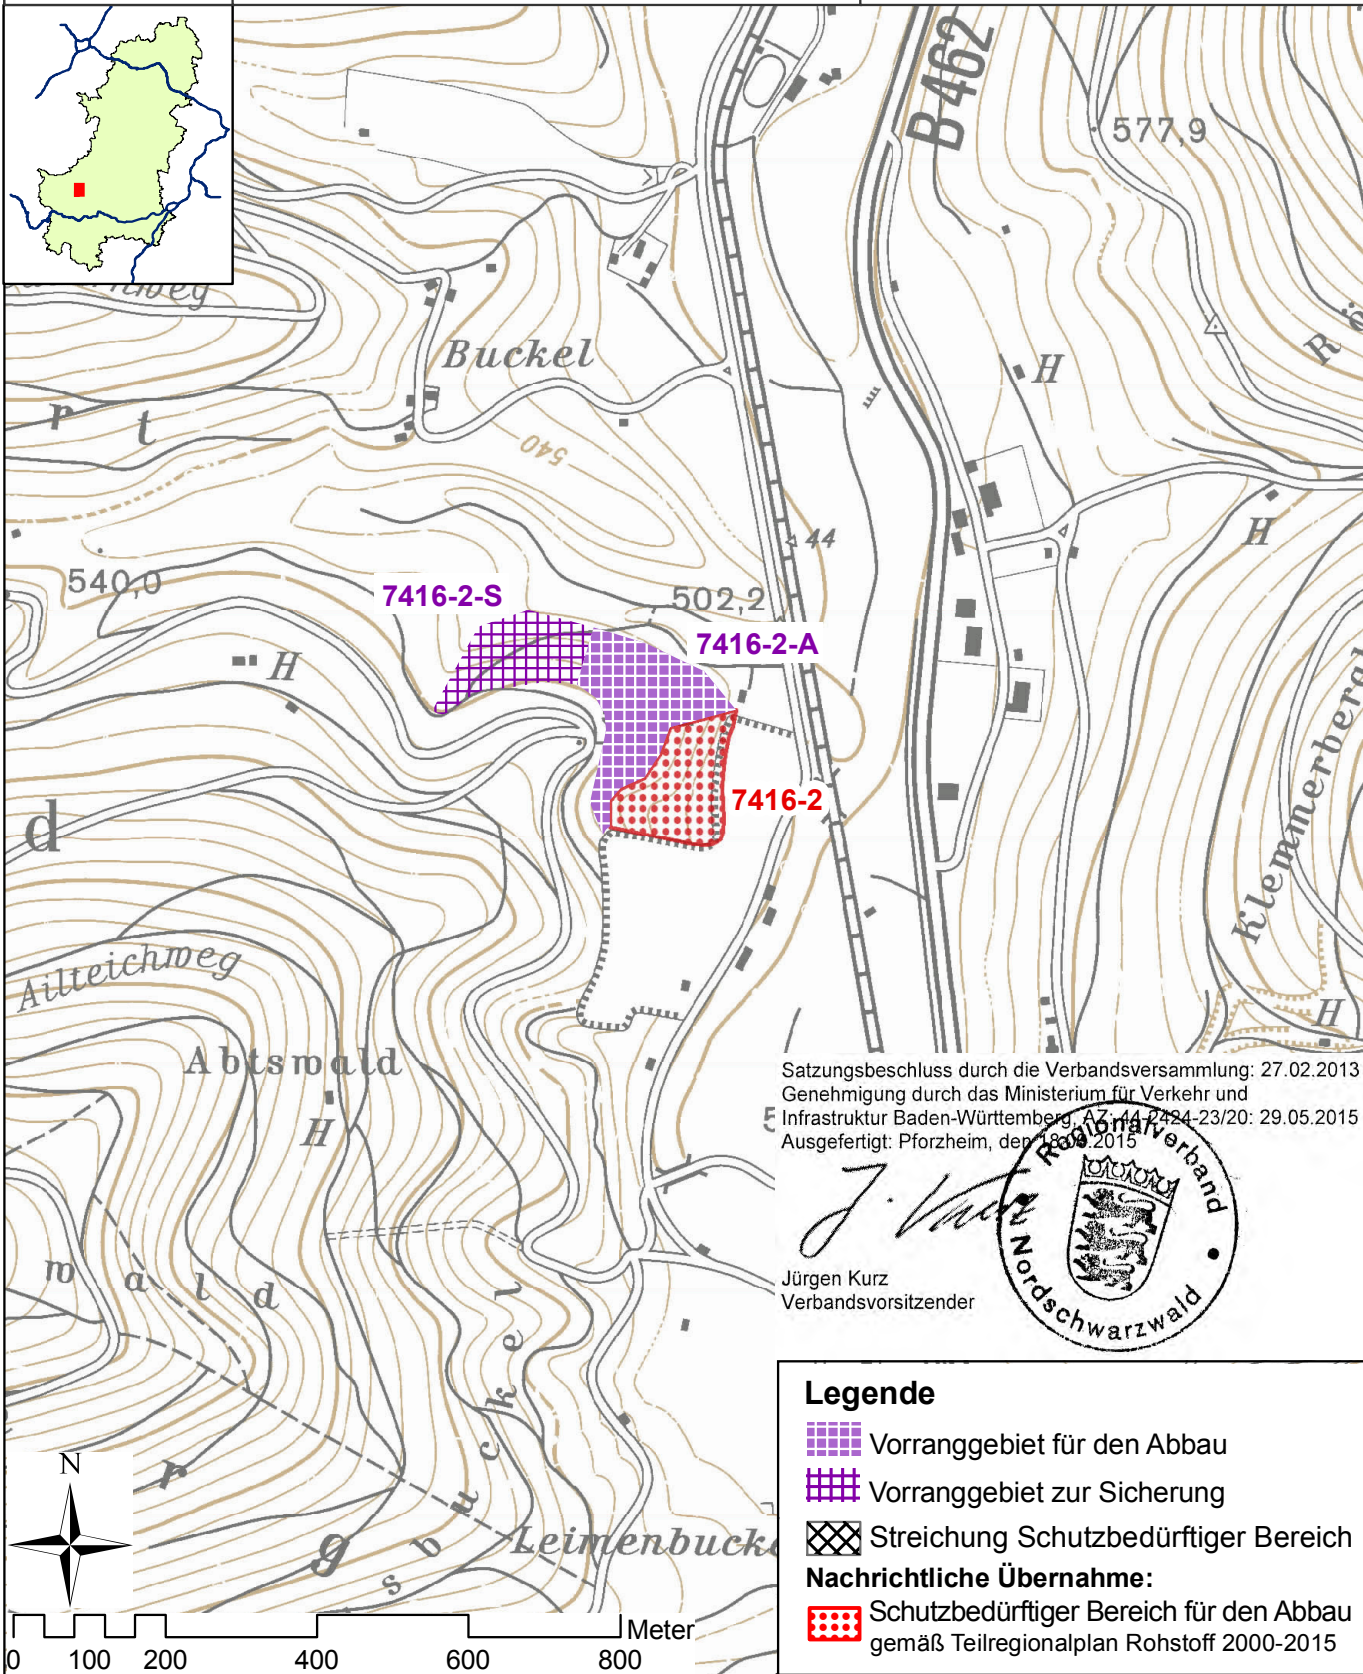 B 462
577,9
Buckel
H
r t
540
44
540,0
7416-2-S
502,2
7416-2-A
H
H
7416-2
d
Klemmerberg
Ailteichweg
Abtswald
H
H
Satzungsbeschluss durch die Verbandsversammlung: 27.02.2013
Genehmigung durch das Ministerium für Verkehr und
Infrastruktur Baden-Württemberg, AZ: 44-2424-23/20: 29.05.2015
Ausgefertigt: Pforzheim, den 2015
Regionalverband
Nordschwarzwald
J.
Jürgen Kurz
Verbandsvorsitzender
w a l d
s b u c k e l
r g
Leimenbucke
N
Meter
0 100 200 400 600 800
Legende
Vorranggebiet für den Abbau
Vorranggebiet zur Sicherung
Streichung Schutzbedürftiger Bereich
Nachrichtliche Übernahme:
Schutzbedürftiger Bereich für den Abbau
gemäß Teilregionalplan Rohstoff 2000-2015